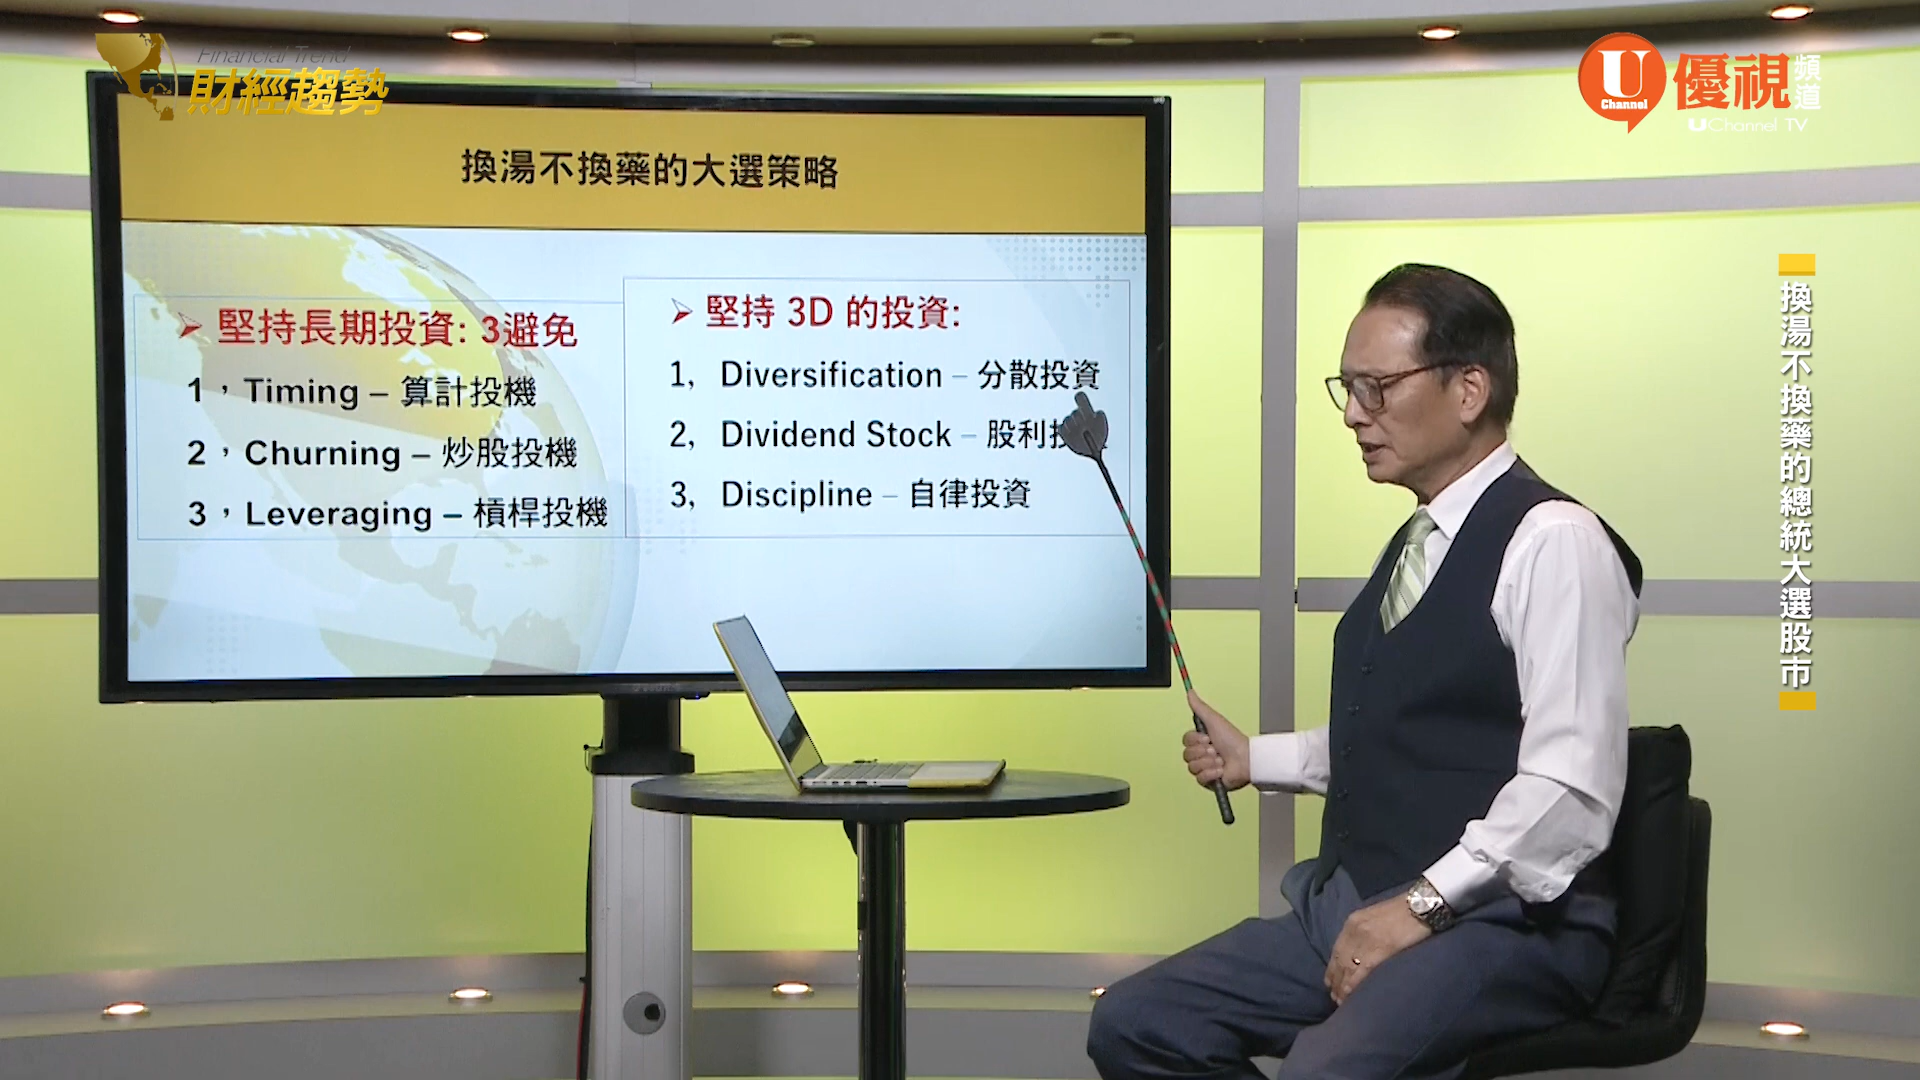 Financial Trend
財經趨勢
U
Channel
優視
頻道
UChannel TV
換湯不換藥的大選策略
➢ 堅持長期投資: 3避免
1，Timing – 算計投機
2，Churning – 炒股投機
3，Leveraging – 槓桿投機
➢ 堅持 3D 的投資:
1, Diversification – 分散投資
2, Dividend Stock – 股利
3, Discipline – 自律投資
換湯不換藥的總統大選股市